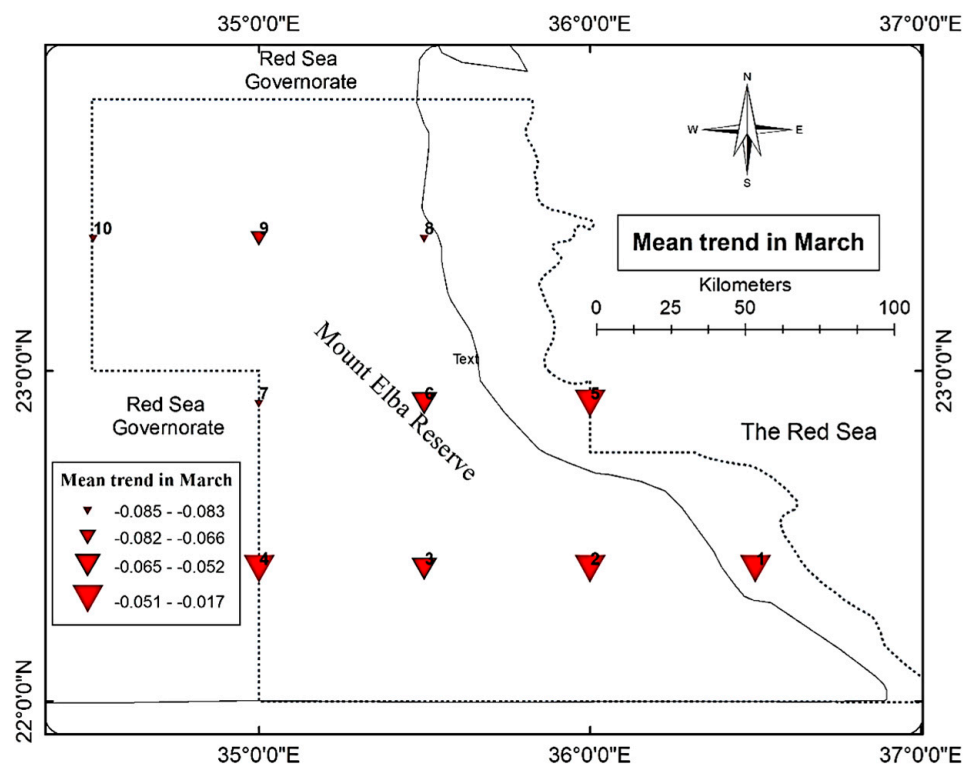 35°0'0"E 36°0'0"E 37°0'0"E
Red Sea
Governorate
N
W E
S
10 9 8
Mean trend in March
Kilometers
0 25 50 100
Mount Elba Reserve
Text
23°0'0"N
23°0'0"N
7 6 5
Red Sea
Governorate
The Red Sea
Mean trend in March
-0.085 - -0.083
-0.082 - -0.066
-0.065 - -0.052
-0.051 - -0.017
4 3 2 1
22°0'0"N
35°0'0"E 36°0'0"E 37°0'0"E